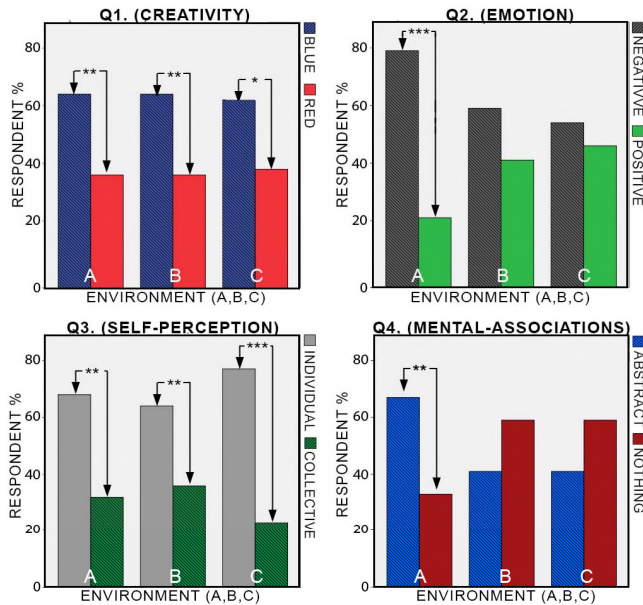 Q1. (CREATIVITY)
RESPONDENT %
80
60
40
20
0
**
**
*
A
B
C
ENVIRONMENT (A,B,C)
BLUE
RED
Q2. (EMOTION)
RESPONDENT %
80
60
40
20
0
***
A
B
C
ENVIRONMENT (A,B,C)
NEGATIVVE
POSITIVE
Q3. (SELF-PERCEPTION)
RESPONDENT %
80
60
40
20
0
**
**
***
A
B
C
ENVIRONMENT (A,B,C)
INDIVIDUAL
COLLECTIVE
Q4. (MENTAL-ASSOCIATIONS)
RESPONDENT %
80
60
40
20
0
**
A
B
C
ENVIRONMENT (A,B,C)
ABSTRACT
NOTHING